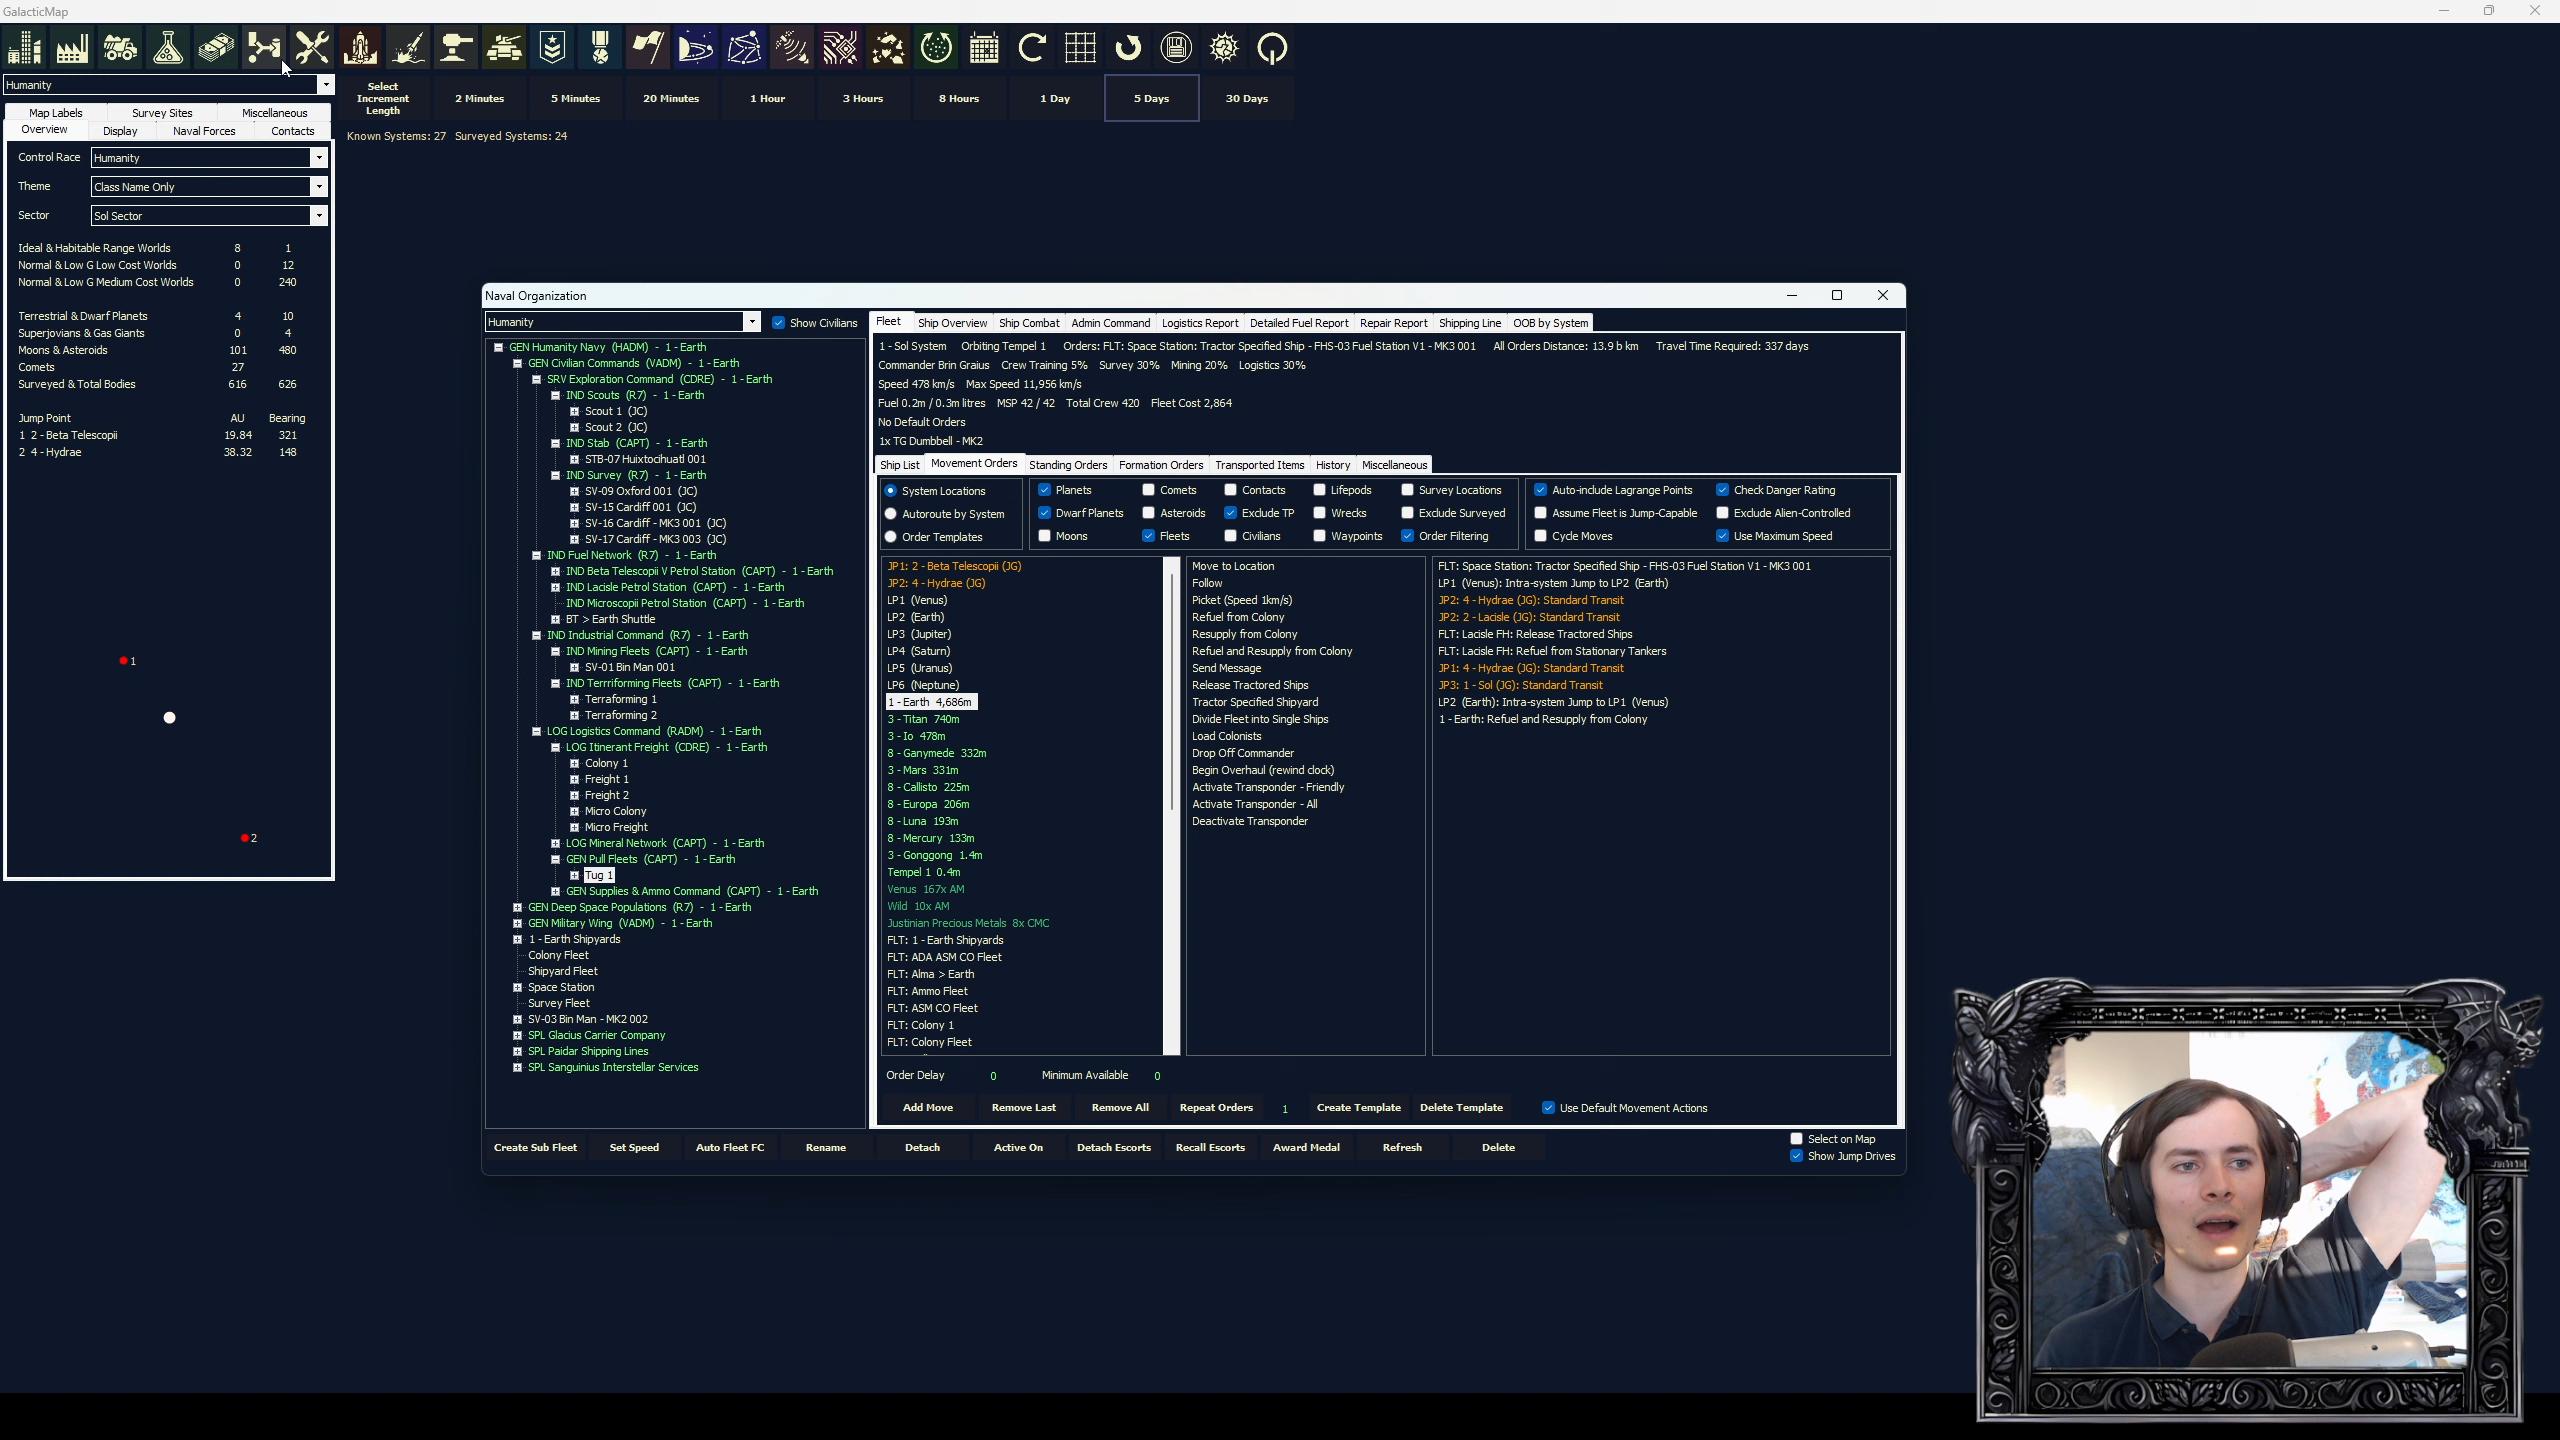 GalacticMap
Humanity
Select Increment Length
2 Minutes
5 Minutes
20 Minutes
1 Hour
3 Hours
8 Hours
1 Day
5 Days
30 Days
Map Labels
Survey Sites
Miscellaneous
Overview
Display
Naval Forces
Contacts
Known Systems: 27 Surveyed Systems: 24
Control Race Humanity
Theme Class Name Only
Sector Sol Sector
Ideal & Habitable Range Worlds 8 1
Normal & Low G Low Cost Worlds 0 12
Normal & Low G Medium Cost Worlds 0 240
Terrestrial & Dwarf Planets 4 10
Superjovians & Gas Giants 0 4
Moons & Asteroids 101 480
Comets 27
Surveyed & Total Bodies 616 626
Jump Point AU Bearing
1 2 - Beta Telescopii 19.84 321
2 4 - Hydrae 38.32 148
1
2
Naval Organization
Humanity
Show Civilians
GEN Humanity Navy (HADM) - 1 - Earth
GEN Civilian Commands (VADM) - 1 - Earth
SRV Exploration Command (CDRE) - 1 - Earth
IND Scouts (R7) - 1 - Earth
Scout 1 (JC)
Scout 2 (JC)
IND Stab (CAPT) - 1 - Earth
STB-07 Huixtocihuatl 001
IND Survey (R7) - 1 - Earth
SV-09 Oxford 001 (JC)
SV-15 Cardiff 001 (JC)
SV-16 Cardiff - MK3 001 (JC)
SV-17 Cardiff - MK3 003 (JC)
IND Fuel Network (R7) - 1 - Earth
IND Beta Telescopii V Petrol Station (CAPT) - 1 - Earth
IND Lacisle Petrol Station (CAPT) - 1 - Earth
IND Microscopii Petrol Station (CAPT) - 1 - Earth
BT > Earth Shuttle
IND Industrial Command (R7) - 1 - Earth
IND Mining Fleets (CAPT) - 1 - Earth
SV-01 Bin Man 001
IND Terrriforming Fleets (CAPT) - 1 - Earth
Terraforming 1
Terraforming 2
LOG Logistics Command (RADM) - 1 - Earth
LOG Itinerant Freight (CDRE) - 1 - Earth
Colony 1
Freight 1
Freight 2
Micro Colony
Micro Freight
LOG Mineral Network (CAPT) - 1 - Earth
GEN Pull Fleets (CAPT) - 1 - Earth
Tug 1
GEN Supplies & Ammo Command (CAPT) - 1 - Earth
GEN Deep Space Populations (R7) - 1 - Earth
GEN Military Wing (VADM) - 1 - Earth
1 - Earth Shipyards
Colony Fleet
Shipyard Fleet
Space Station
Survey Fleet
SV-03 Bin Man - MK2 002
SPL Glacius Carrier Company
SPL Paidar Shipping Lines
SPL Sanguinius Interstellar Services
Fleet
Ship Overview
Ship Combat
Admin Command
Logistics Report
Detailed Fuel Report
Repair Report
Shipping Line
OOB by System
1 - Sol System Orbiting Tempel 1 Orders: FLT: Space Station: Tractor Specified Ship - FHS-03 Fuel Station V1 - MK3 001 All Orders Distance: 13.9 b km Travel Time Required: 337 days
Commander Brin Graius Crew Training 5% Survey 30% Mining 20% Logistics 30%
Speed 478 km/s Max Speed 11,956 km/s
Fuel 0.2m / 0.3m litres MSP 42 / 42 Total Crew 420 Fleet Cost 2,864
No Default Orders
1x TG Dumbbell - MK2
Ship List
Movement Orders
Standing Orders
Formation Orders
Transported Items
History
Miscellaneous
System Locations
Autoroute by System
Order Templates
Planets
Comets
Contacts
Lifepods
Survey Locations
Dwarf Planets
Asteroids
Exclude TP
Wrecks
Exclude Surveyed
Moons
Fleets
Civilians
Waypoints
Order Filtering
Auto-include Lagrange Points
Check Danger Rating
Assume Fleet is Jump-Capable
Exclude Alien-Controlled
Cycle Moves
Use Maximum Speed
JP1: 2 - Beta Telescopii (JG)
JP2: 4 - Hydrae (JG)
LP1 (Venus)
LP2 (Earth)
LP3 (Jupiter)
LP4 (Saturn)
LP5 (Uranus)
LP6 (Neptune)
1 - Earth 4,686m
3 - Titan 740m
3 - Io 478m
8 - Ganymede 332m
3 - Mars 331m
8 - Callisto 225m
8 - Europa 206m
8 - Luna 193m
8 - Mercury 133m
3 - Gonggong 1.4m
Tempel 1 0.4m
Venus 167x AM
Wild 10x AM
Justinian Precious Metals 8x CMC
FLT: 1 - Earth Shipyards
FLT: ADA ASM CO Fleet
FLT: Alma > Earth
FLT: Ammo Fleet
FLT: ASM CO Fleet
FLT: Colony 1
FLT: Colony Fleet
Move to Location
Follow
Picket (Speed 1km/s)
Refuel from Colony
Resupply from Colony
Refuel and Resupply from Colony
Send Message
Release Tractored Ships
Tractor Specified Shipyard
Divide Fleet into Single Ships
Load Colonists
Drop Off Commander
Begin Overhaul (rewind clock)
Activate Transponder - Friendly
Activate Transponder - All
Deactivate Transponder
FLT: Space Station: Tractor Specified Ship - FHS-03 Fuel Station V1 - MK3 001
LP1 (Venus): Intra-system Jump to LP2 (Earth)
JP2: 4 - Hydrae (JG): Standard Transit
JP2: 2 - Lacisle (JG): Standard Transit
FLT: Lacisle FH: Release Tractored Ships
FLT: Lacisle FH: Refuel from Stationary Tankers
JP1: 4 - Hydrae (JG): Standard Transit
JP3: 1 - Sol (JG): Standard Transit
LP2 (Earth): Intra-system Jump to LP1 (Venus)
1 - Earth: Refuel and Resupply from Colony
Order Delay 0 Minimum Available 0
Add Move
Remove Last
Remove All
Repeat Orders
1
Create Template
Delete Template
Use Default Movement Actions
Create Sub Fleet
Set Speed
Auto Fleet FC
Rename
Detach
Active On
Detach Escorts
Recall Escorts
Award Medal
Refresh
Delete
Select on Map
Show Jump Drives